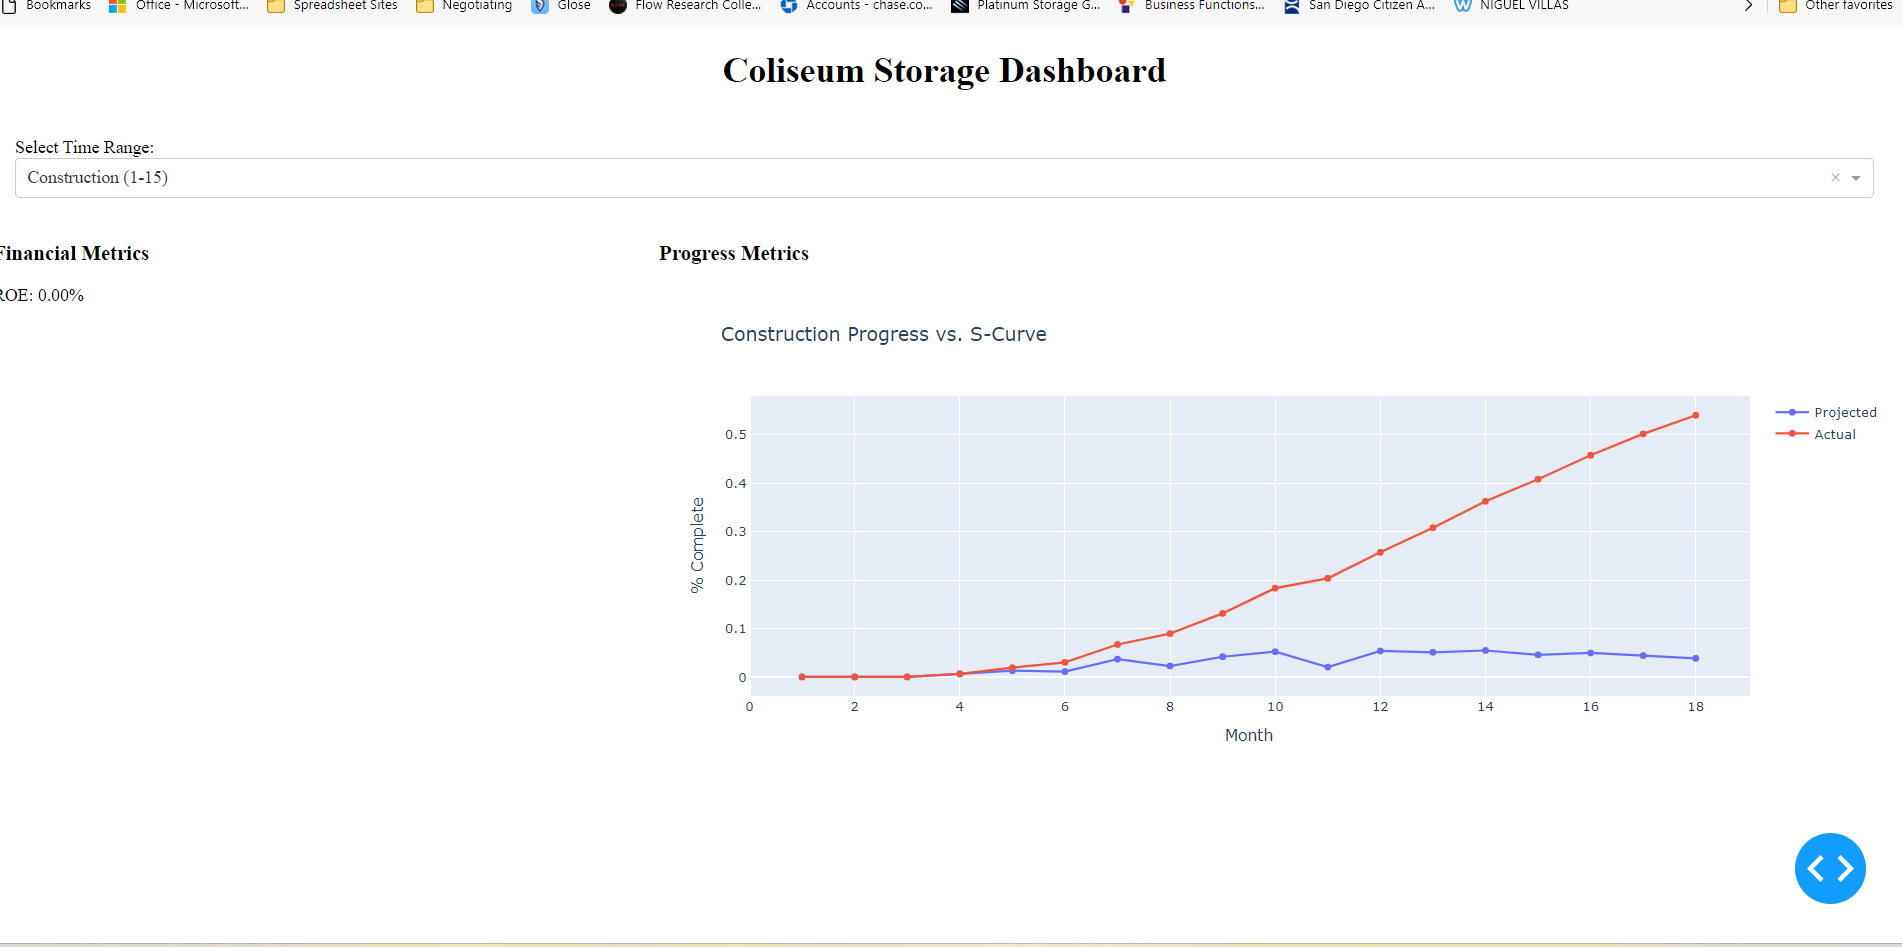 Bookmarks Office - Microsoft... Spreadsheet Sites Negotiating Glose Flow Research Colle... Accounts - chase.co... Platinum Storage G... Business Functions... San Diego Citizen A... NIGUEL VILLAS Other favorites
Coliseum Storage Dashboard
Select Time Range:
Construction (1-15)
Financial Metrics
ROE: 0.00%
Progress Metrics
Construction Progress vs. S-Curve
Projected
Actual
% Complete
0.5
0.4
0.3
0.2
0.1
0
0 2 4 6 8 10 12 14 16 18
Month